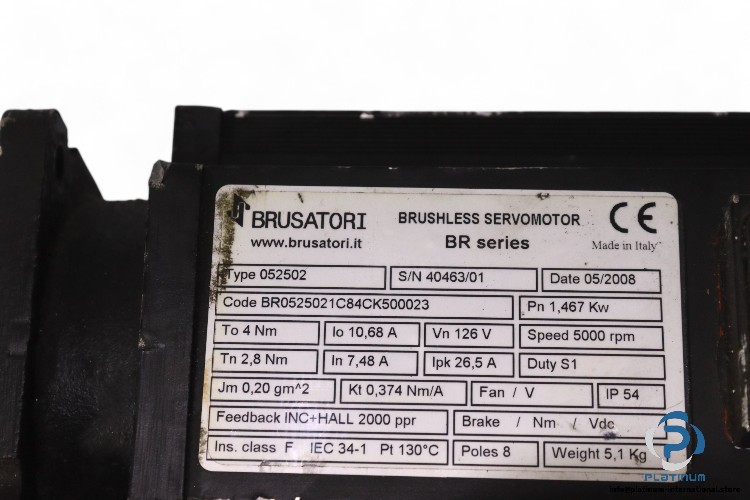 BRUSATORI
www.brusatori.it
BRUSHLESS SERVOMOTOR
BR series
CE
Made in Italy
Type 052502 S/N 40463/01 Date 05/2008
Code BR0525021C84CK500023 Pn 1,467 Kw
To 4 Nm Io 10,68 A Vn 126 V Speed 5000 rpm
Tn 2,8 Nm In 7,48 A Ipk 26,5 A Duty S1
Jm 0,20 gm^2 Kt 0,374 Nm/A Fan / V IP 54
Feedback INC+HALL 2000 ppr Brake / Nm / Vdc
Ins. class F IEC 34-1 Pt 130°C Poles 8 Weight 5,1 Kg
PLATINUM
info@platinum-international.store